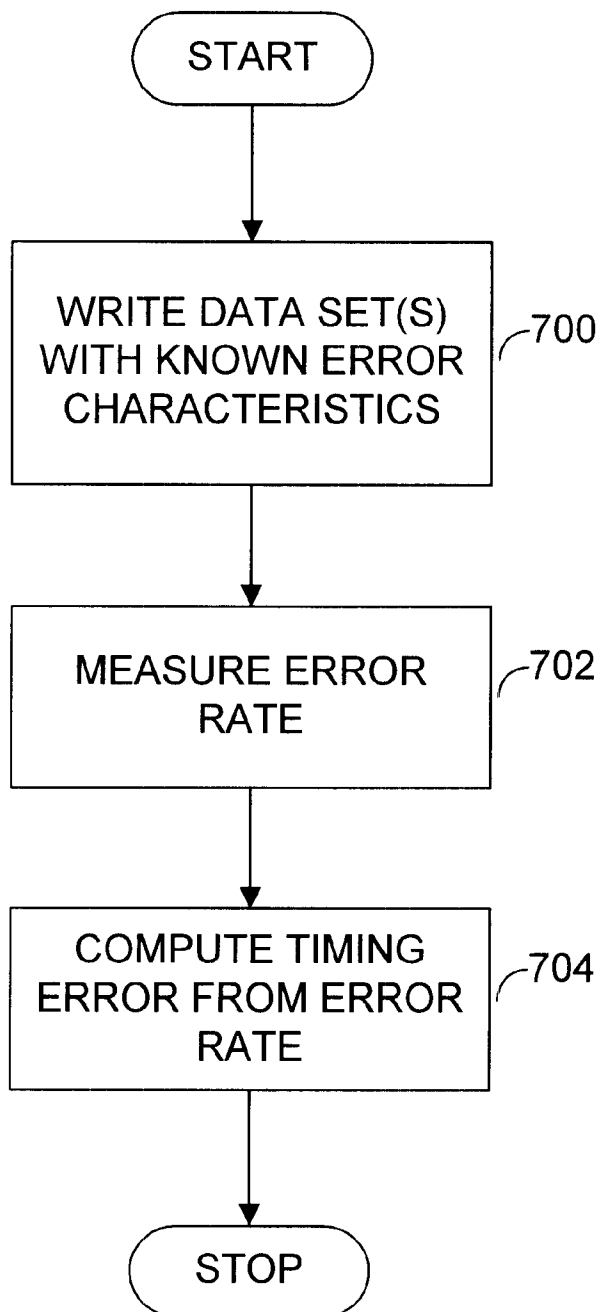 START
WRITE DATA SET(S)
WITH KNOWN ERROR
CHARACTERISTICS
700
MEASURE ERROR
RATE
702
COMPUTE TIMING
ERROR FROM ERROR
RATE
704
STOP